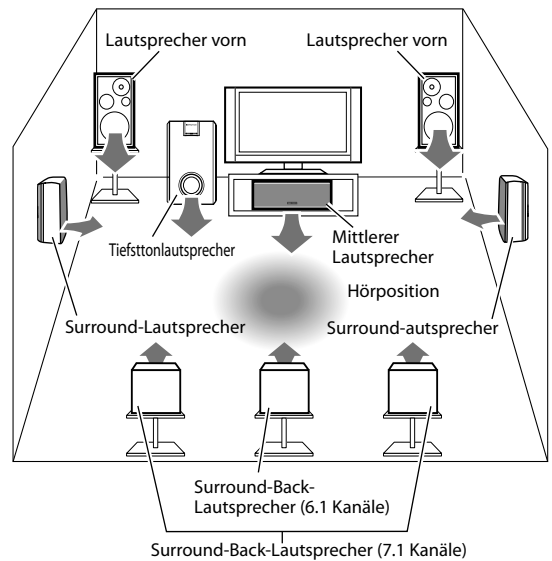 Lautsprecher vorn
Lautsprecher vorn
Tiefsttonlautsprecher
Mittlerer
Lautsprecher
Hörposition
Surround-Lautsprecher
Surround-autsprecher
Surround-Back-
Lautsprecher (6.1 Kanäle)
Surround-Back-Lautsprecher (7.1 Kanäle)